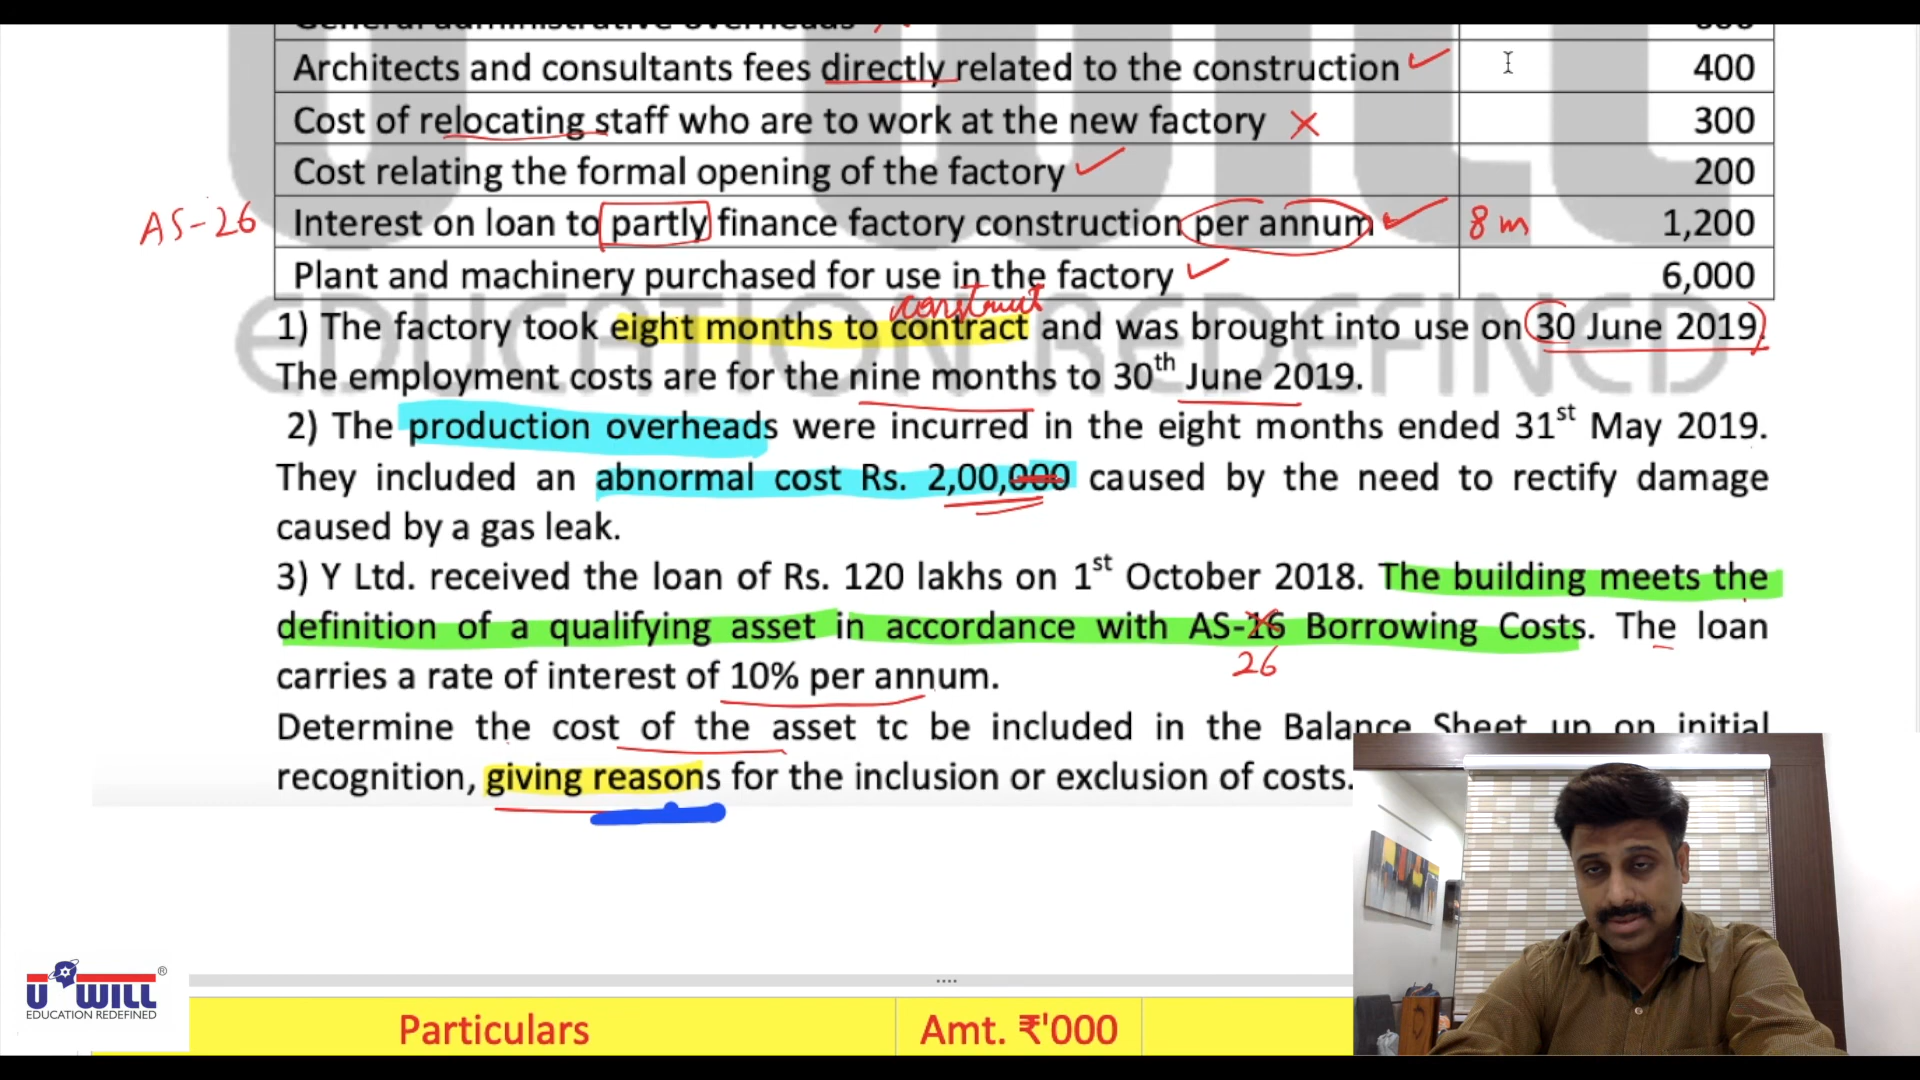 General administrative overheads
Architects and consultants fees directly related to the construction 400
Cost of relocating staff who are to work at the new factory 300
Cost relating the formal opening of the factory 200
AS-26 Interest on loan to partly finance factory construction per annum 8 m 1,200
Plant and machinery purchased for use in the factory 6,000
construct
1) The factory took eight months to contract and was brought into use on 30 June 2019.
The employment costs are for the nine months to 30th June 2019.
2) The production overheads were incurred in the eight months ended 31st May 2019.
They included an abnormal cost Rs. 2,00,000 caused by the need to rectify damage
caused by a gas leak.
3) Y Ltd. received the loan of Rs. 120 lakhs on 1st October 2018. The building meets the
definition of a qualifying asset in accordance with AS-16 Borrowing Costs. The loan
26
carries a rate of interest of 10% per annum.
Determine the cost of the asset tc be included in the Balance Sheet up on initial
recognition, giving reasons for the inclusion or exclusion of costs.
EDUCATION REDEFINED
U WILL ®
EDUCATION REDEFINED
Particulars Amt. ₹'000